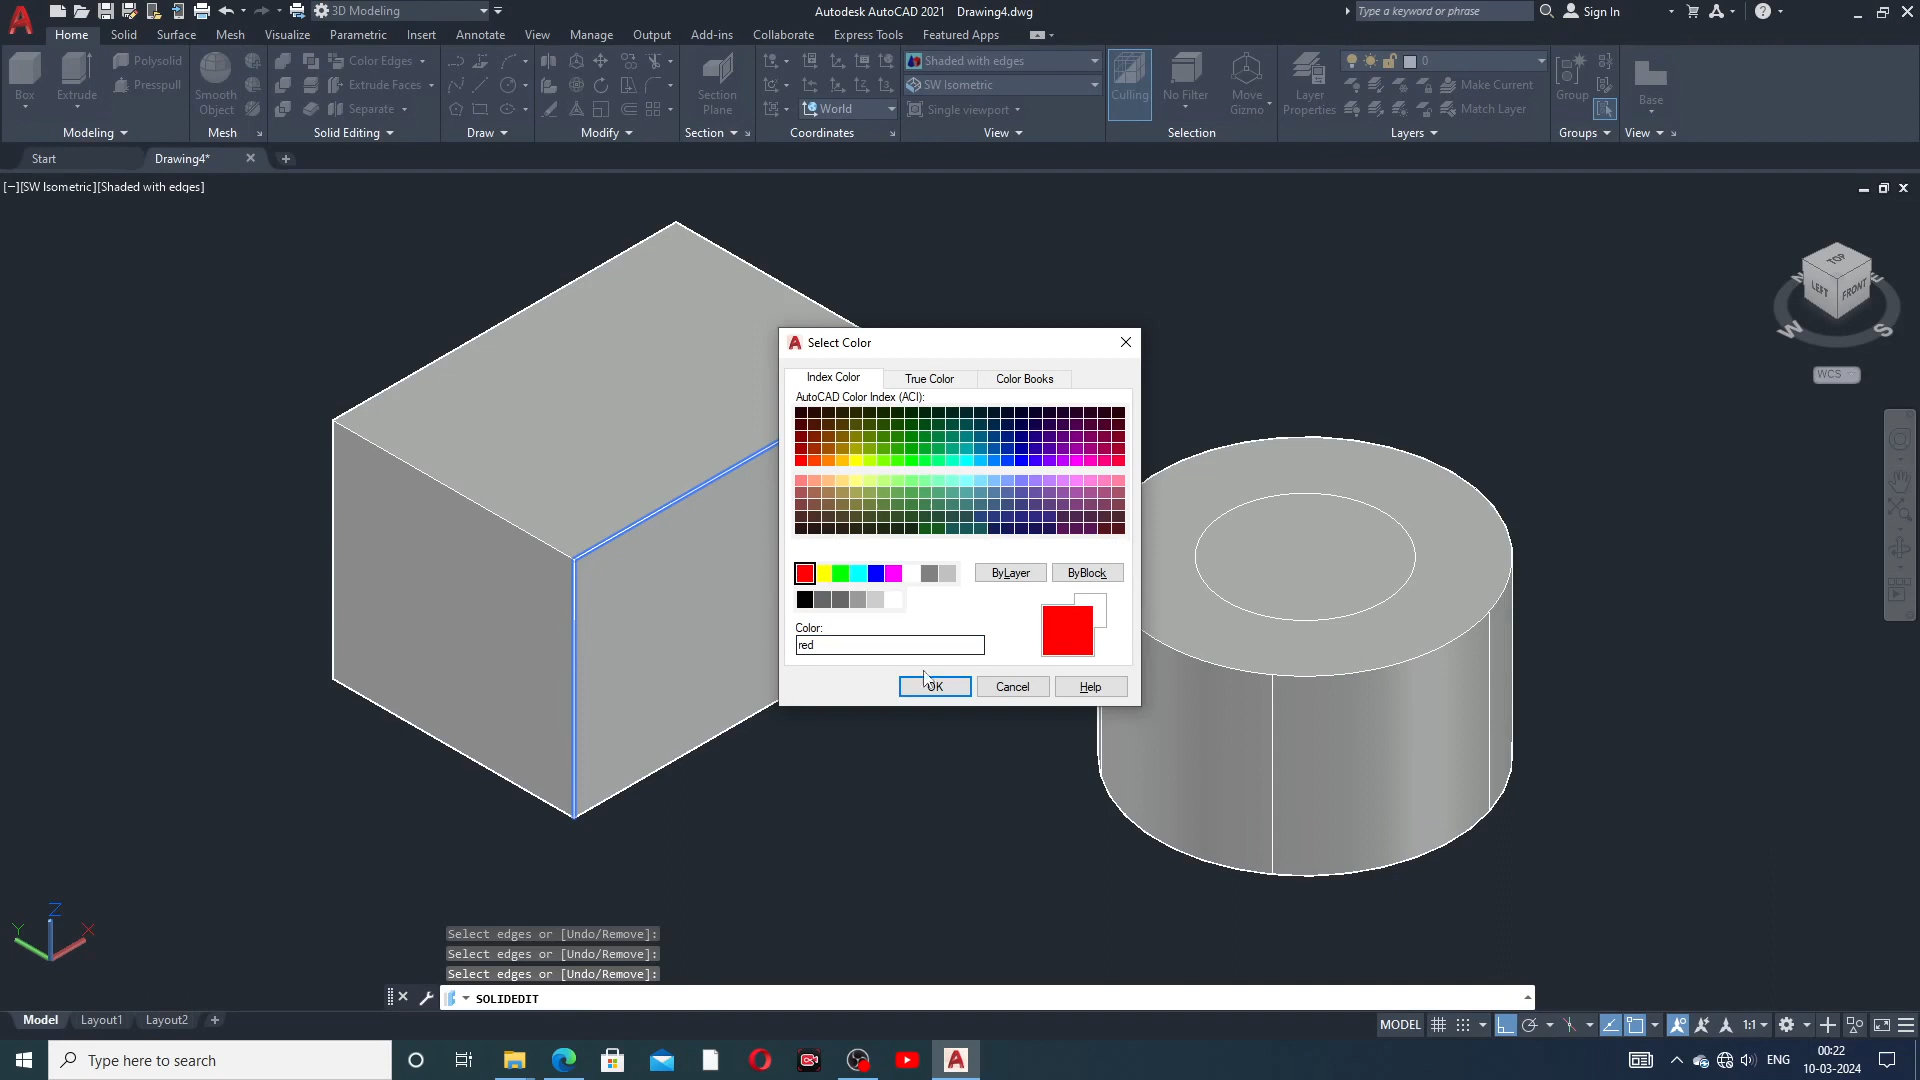 3D Modeling
Autodesk AutoCAD 2021 Drawing4.dwg
Type a keyword or phrase
Sign In
Home Solid Surface Mesh Visualize Parametric Insert Annotate View Manage Output Add-ins Collaborate Express Tools Featured Apps
Box
Extrude
Polysolid
Presspull
Smooth Object
Color Edges
Extrude Faces
Separate
Section Plane
World
Shaded with edges
SW Isometric
Single viewport
Culling
No Filter
Move Gizmo
Layer Properties
0
Make Current
Match Layer
Group
Base
Modeling Mesh Solid Editing Draw Modify Section Coordinates View Selection Layers Groups View
Start Drawing4*
[−][SW Isometric][Shaded with edges]
TOP
LEFT
FRONT
N
E
W
S
WCS
Select Color
Index Color True Color Color Books
AutoCAD Color Index (ACI):
ByLayer ByBlock
Color:
red
OK Cancel Help
Z
Y
X
Select edges or [Undo/Remove]:
Select edges or [Undo/Remove]:
Select edges or [Undo/Remove]:
SOLIDEDIT
Model Layout1 Layout2
MODEL
1:1
Type here to search
ENG
00:22
10-03-2024